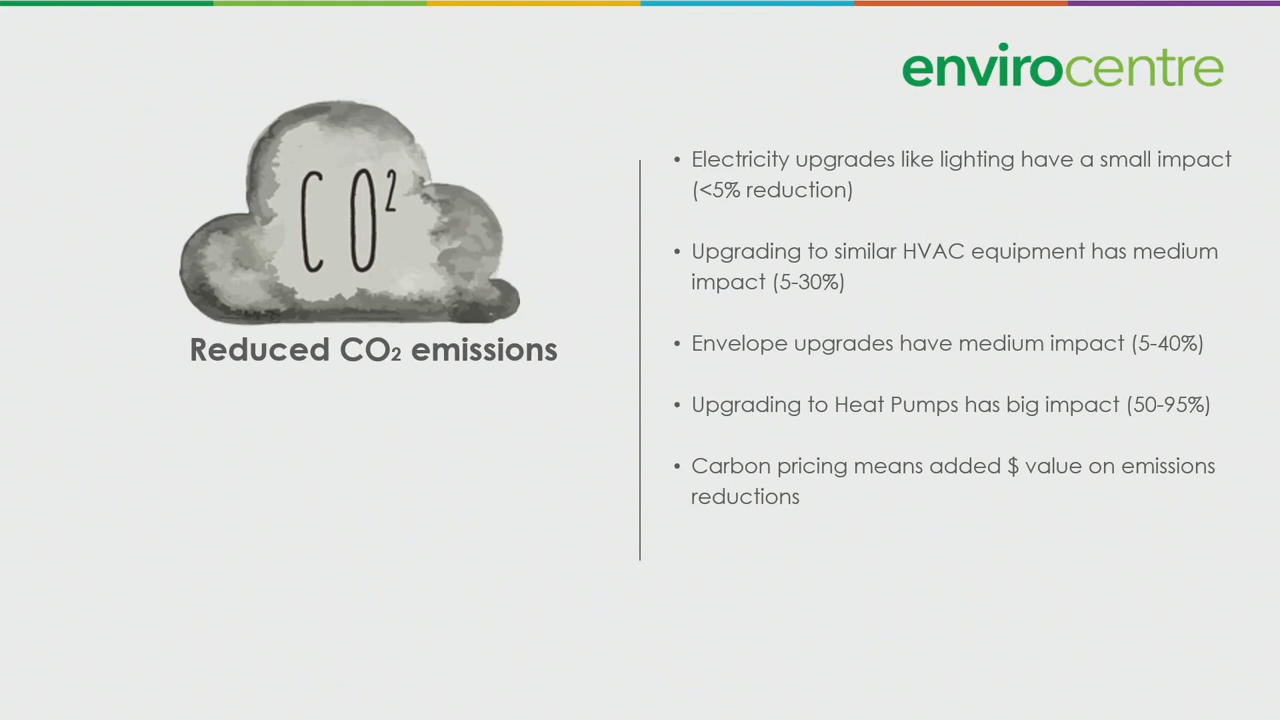 envirocentre
CO²
Reduced CO₂ emissions
• Electricity upgrades like lighting have a small impact
(<5% reduction)
• Upgrading to similar HVAC equipment has medium
impact (5-30%)
• Envelope upgrades have medium impact (5-40%)
• Upgrading to Heat Pumps has big impact (50-95%)
• Carbon pricing means added $ value on emissions
reductions